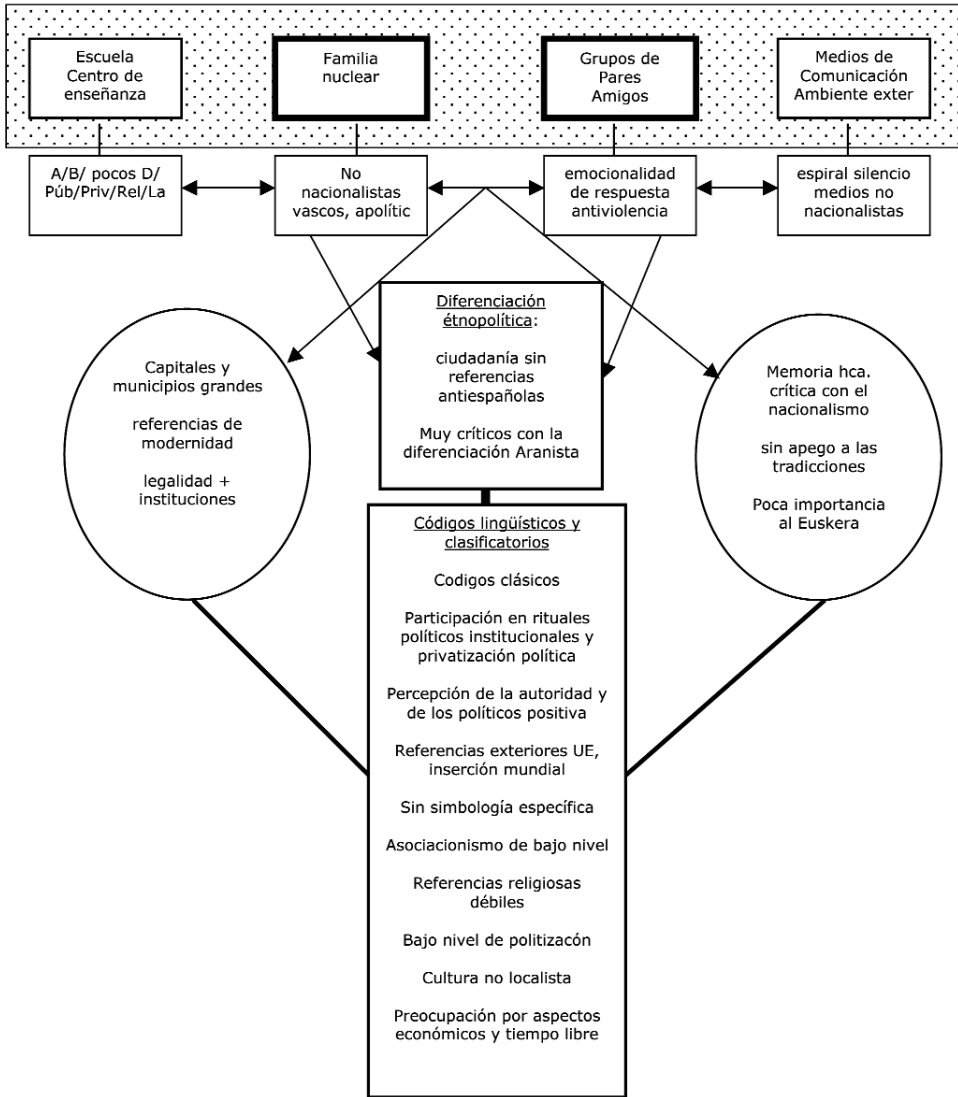 Escuela
Centro de
enseñanza
Familia
nuclear
Grupos de
Pares
Amigos
Medios de
Comunicación
Ambiente exter
A/B/ pocos D/
Púb/Priv/Rel/La
No
nacionalistas
vascos, apolític
emocionalidad
de respuesta
antiviolencia
espiral silencio
medios no
nacionalistas
Capitales y
municipios grandes
referencias de
modernidad
legalidad +
instituciones
Diferenciación
étnopolítica:
ciudadanía sin
referencias
antiespañolas
Muy críticos con la
diferenciación Aranista
Memoria hca.
crítica con el
nacionalismo
sin apego a las
tradicciones
Poca importancia
al Euskera
Códigos lingüísticos y
clasificatorios
Codigos clásicos
Participación en rituales
políticos institucionales y
privatización política
Percepción de la autoridad y
de los políticos positiva
Referencias exteriores UE,
inserción mundial
Sin simbología específica
Asociacionismo de bajo nivel
Referencias religiosas
débiles
Bajo nivel de politizacón
Cultura no localista
Preocupación por aspectos
económicos y tiempo libre